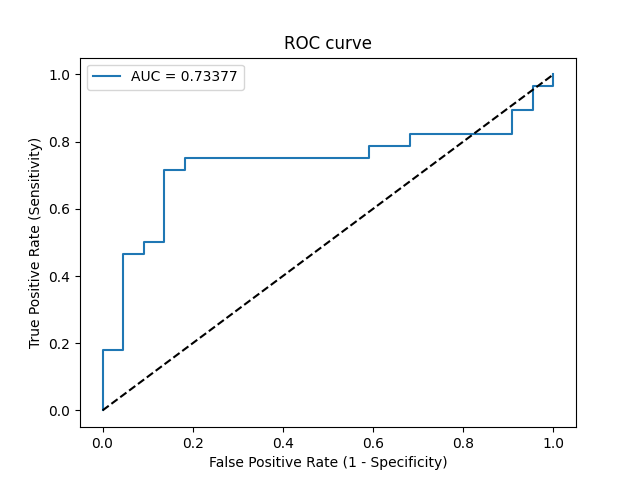 ROC curve
AUC = 0.73377
1.0
0.8
0.6
0.4
0.2
0.0
True Positive Rate (Sensitivity)
0.0 0.2 0.4 0.6 0.8 1.0
False Positive Rate (1 - Specificity)